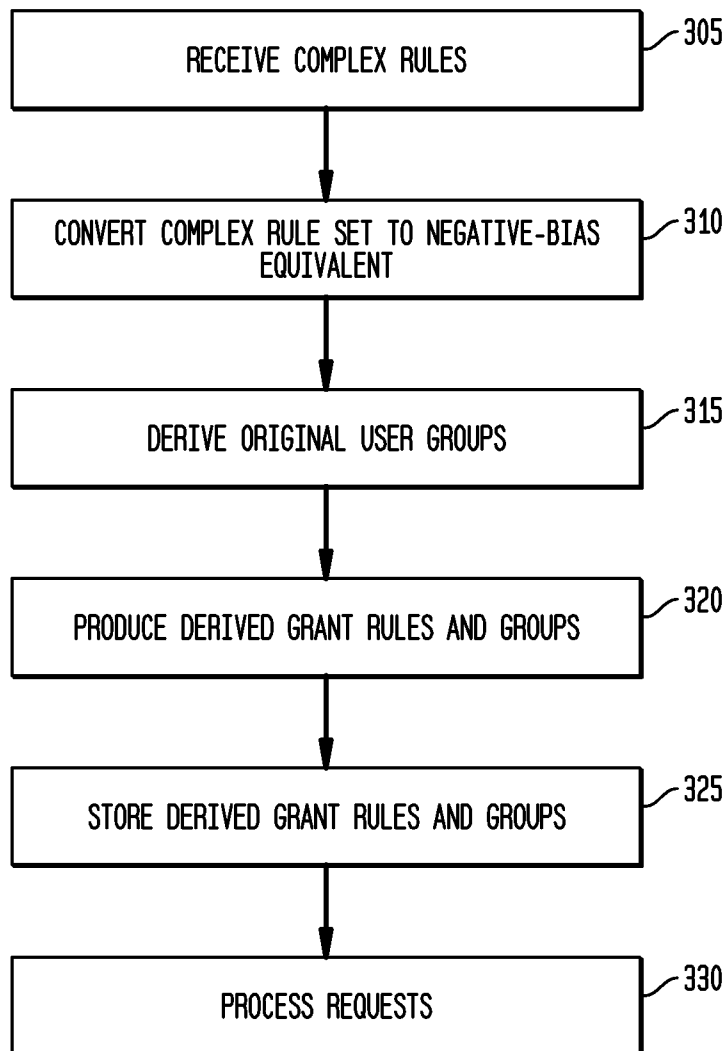 RECEIVE COMPLEX RULES
305
CONVERT COMPLEX RULE SET TO NEGATIVE-BIAS
EQUIVALENT
310
DERIVE ORIGINAL USER GROUPS
315
PRODUCE DERIVED GRANT RULES AND GROUPS
320
STORE DERIVED GRANT RULES AND GROUPS
325
PROCESS REQUESTS
330